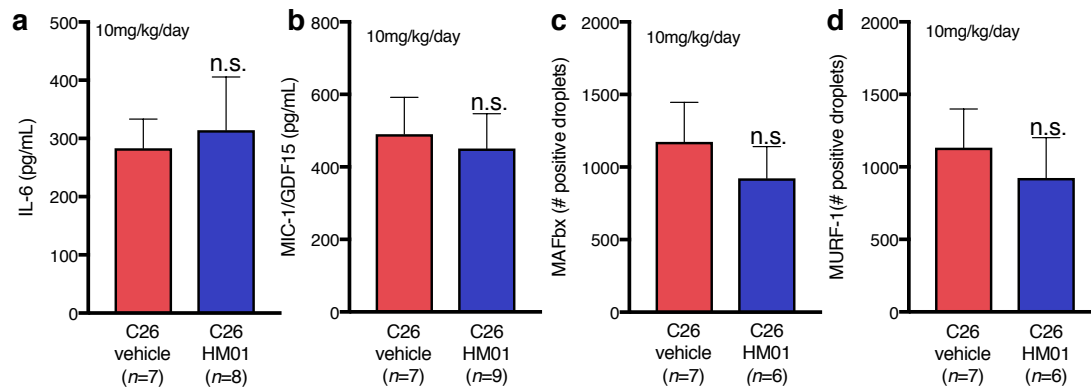 a
10mg/kg/day
IL-6 (pg/mL)
500
400
300
200
100
0
n.s.
C26 vehicle (n=7)
C26 HM01 (n=8)
b
10mg/kg/day
MIC-1/GDF15 (pg/mL)
800
600
400
200
0
n.s.
C26 vehicle (n=7)
C26 HM01 (n=9)
c
10mg/kg/day
MAFbx (# positive droplets)
2000
1500
1000
500
0
n.s.
C26 vehicle (n=7)
C26 HM01 (n=6)
d
10mg/kg/day
MURF-1(# positive droplets)
2000
1500
1000
500
0
n.s.
C26 vehicle (n=7)
C26 HM01 (n=6)